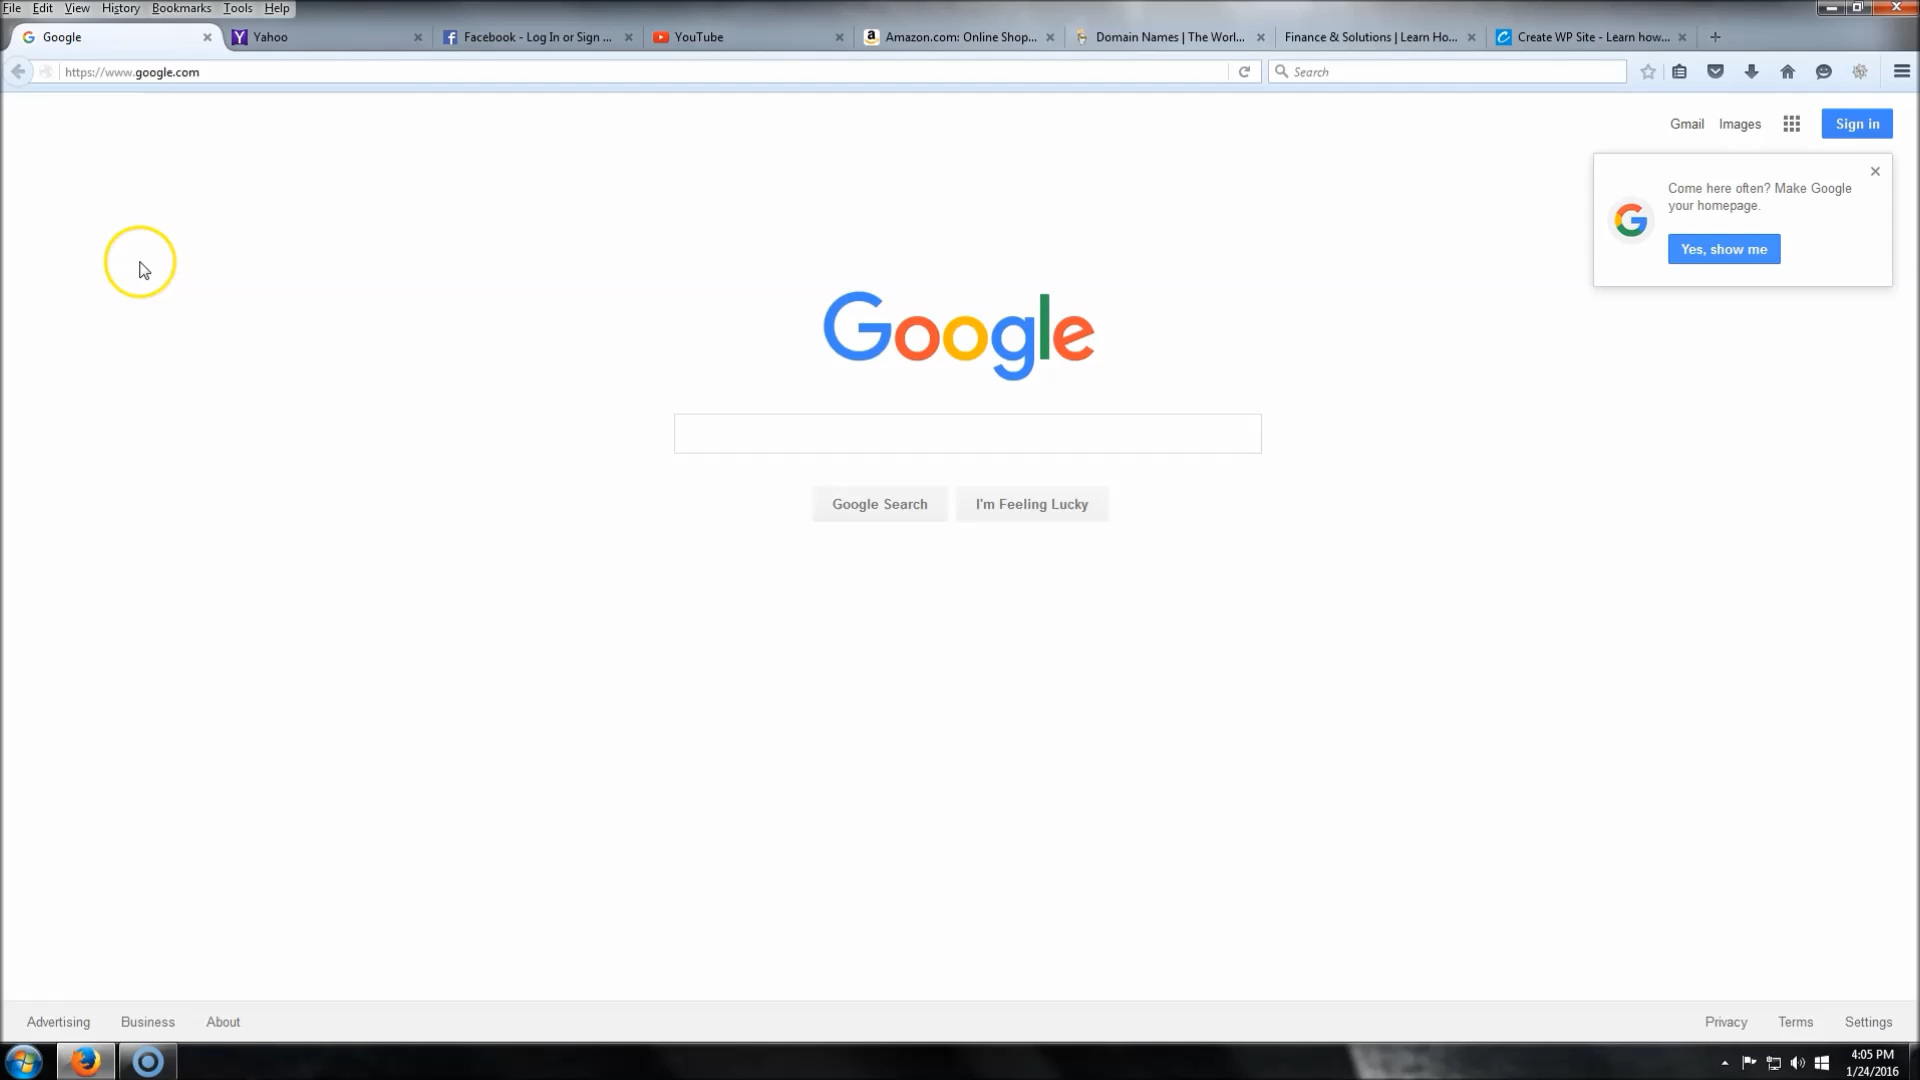 File Edit View History Bookmarks Tools Help
Google Yahoo Facebook - Log In or Sign ... YouTube Amazon.com: Online Shop... Domain Names | The Worl... Finance & Solutions | Learn Ho... Create WP Site - Learn how...
https://www.google.com Search
Gmail Images Sign in
Come here often? Make Google
your homepage.
Yes, show me
Google
Google Search I'm Feeling Lucky
Advertising Business About Privacy Terms Settings
4:05 PM
1/24/2016